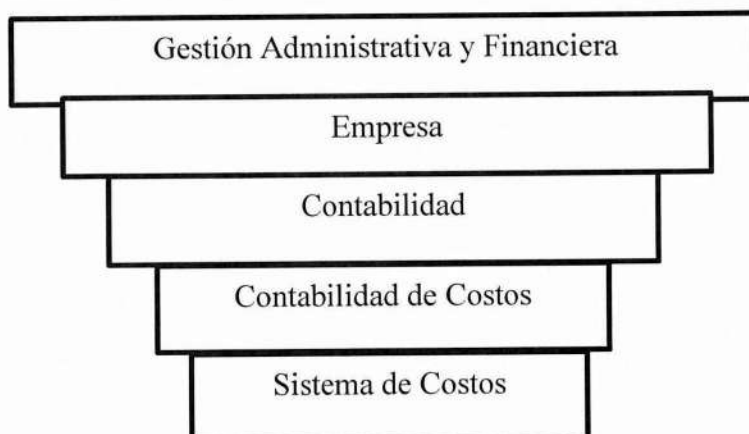 Gestión Administrativa y Financiera
Empresa
Contabilidad
Contabilidad de Costos
Sistema de Costos